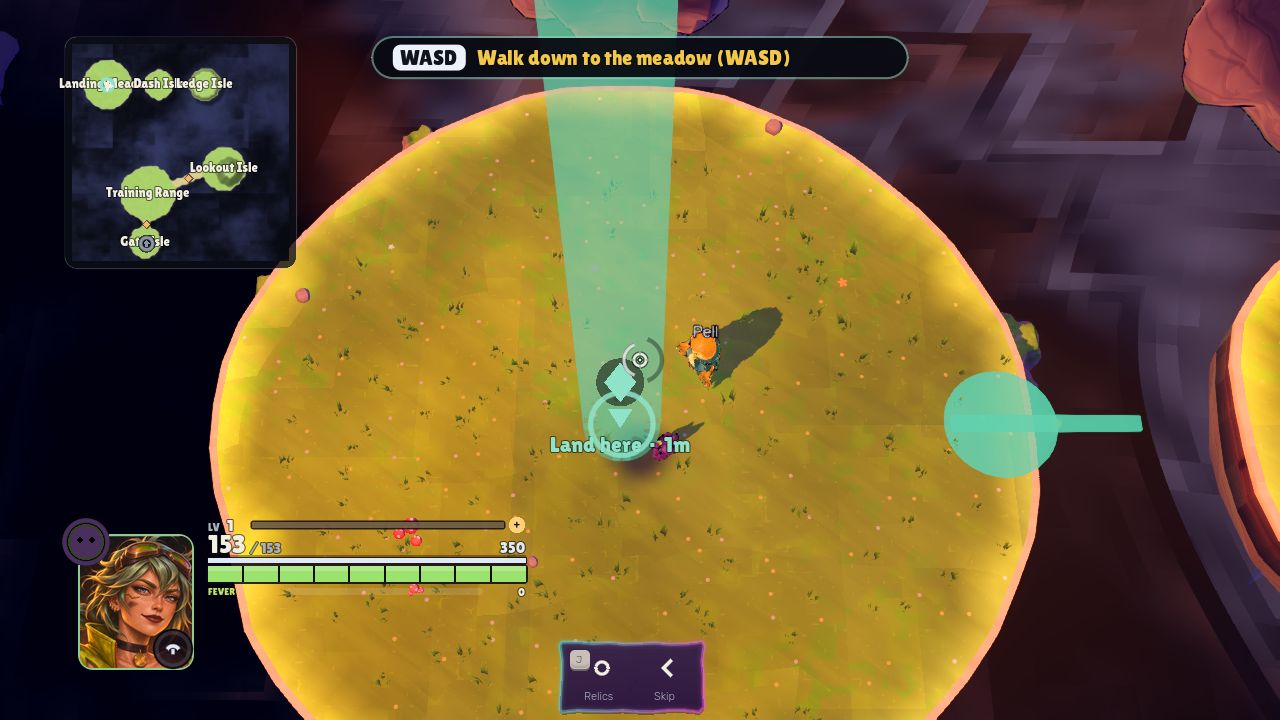 WASD Walk down to the meadow (WASD)
Dash Isl
Ledge Isle
Lookout Isle
Training Range
Pell
Land here · 1m
LV 1
153 / 153
350
FEVER
0
J
Relics
Skip